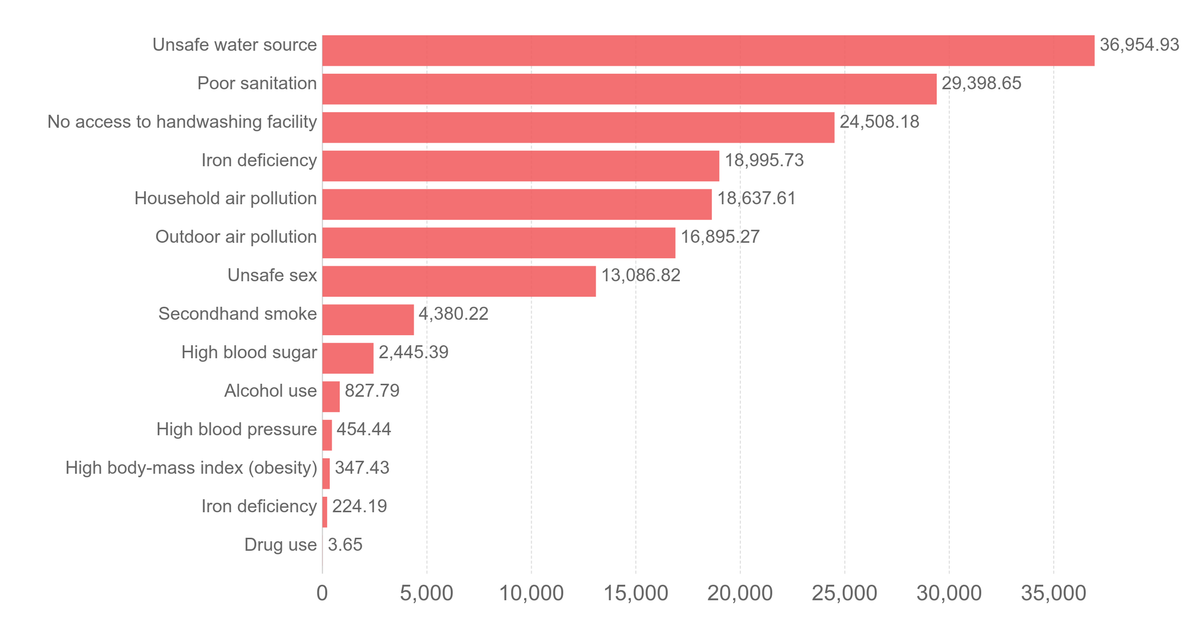 Unsafe water source 36,954.93
Poor sanitation 29,398.65
No access to handwashing facility 24,508.18
Iron deficiency 18,995.73
Household air pollution 18,637.61
Outdoor air pollution 16,895.27
Unsafe sex 13,086.82
Secondhand smoke 4,380.22
High blood sugar 2,445.39
Alcohol use 827.79
High blood pressure 454.44
High body-mass index (obesity) 347.43
Iron deficiency 224.19
Drug use 3.65
0 5,000 10,000 15,000 20,000 25,000 30,000 35,000